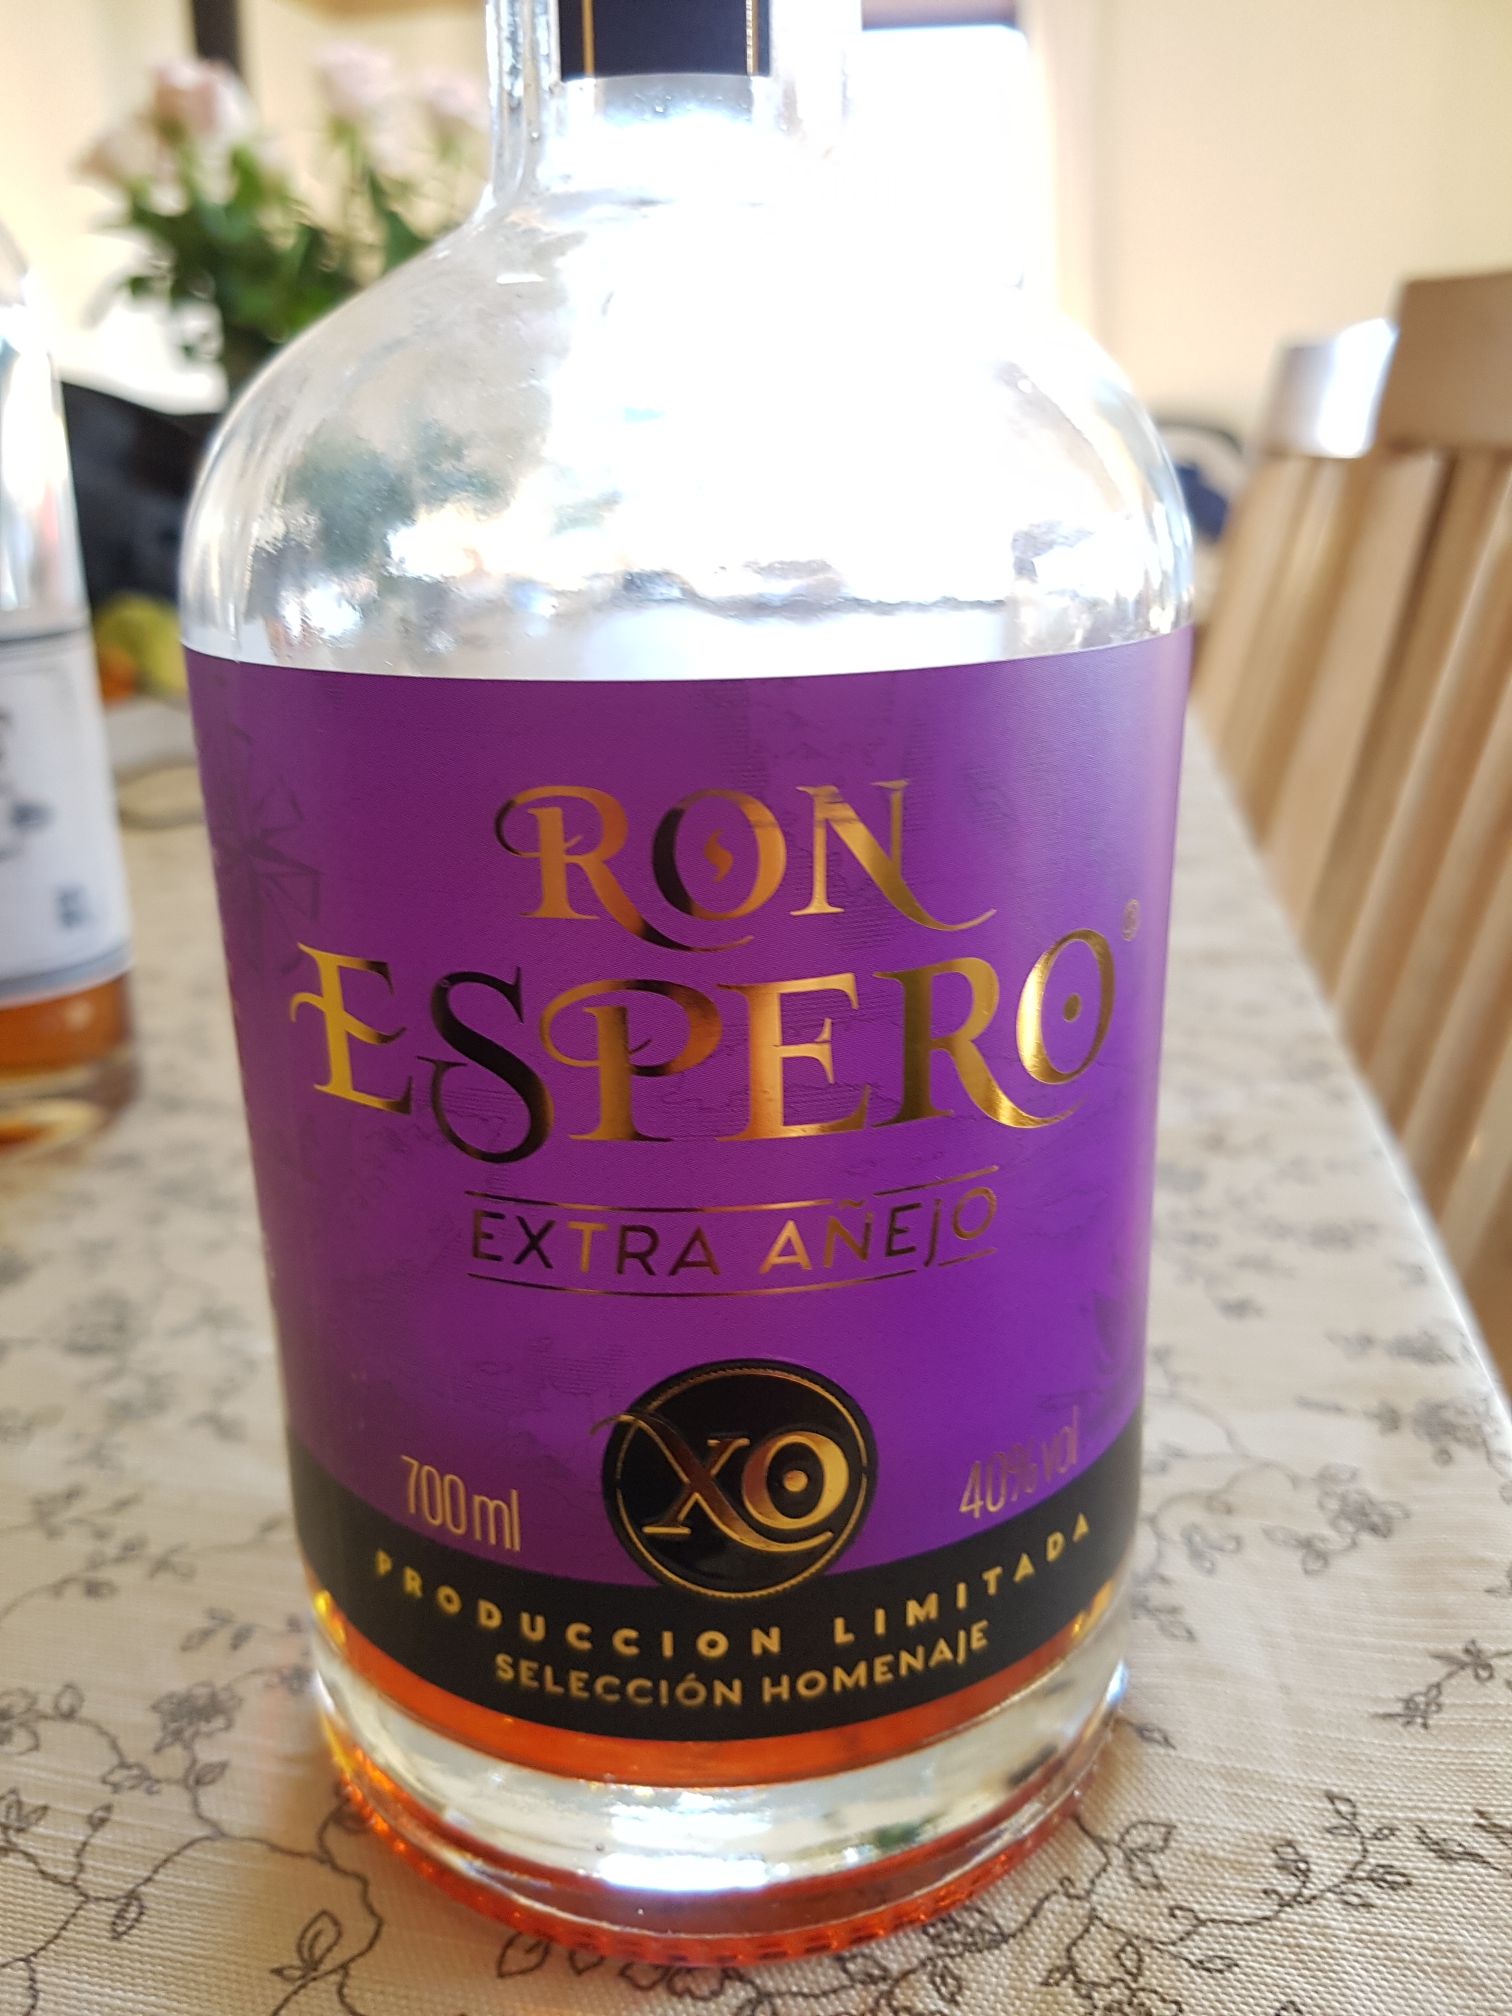 RON
ESPERO®
EXTRA AÑEJO
XO
700 ml
40% vol
PRODUCCION LIMITADA
SELECCIÓN HOMENAJE